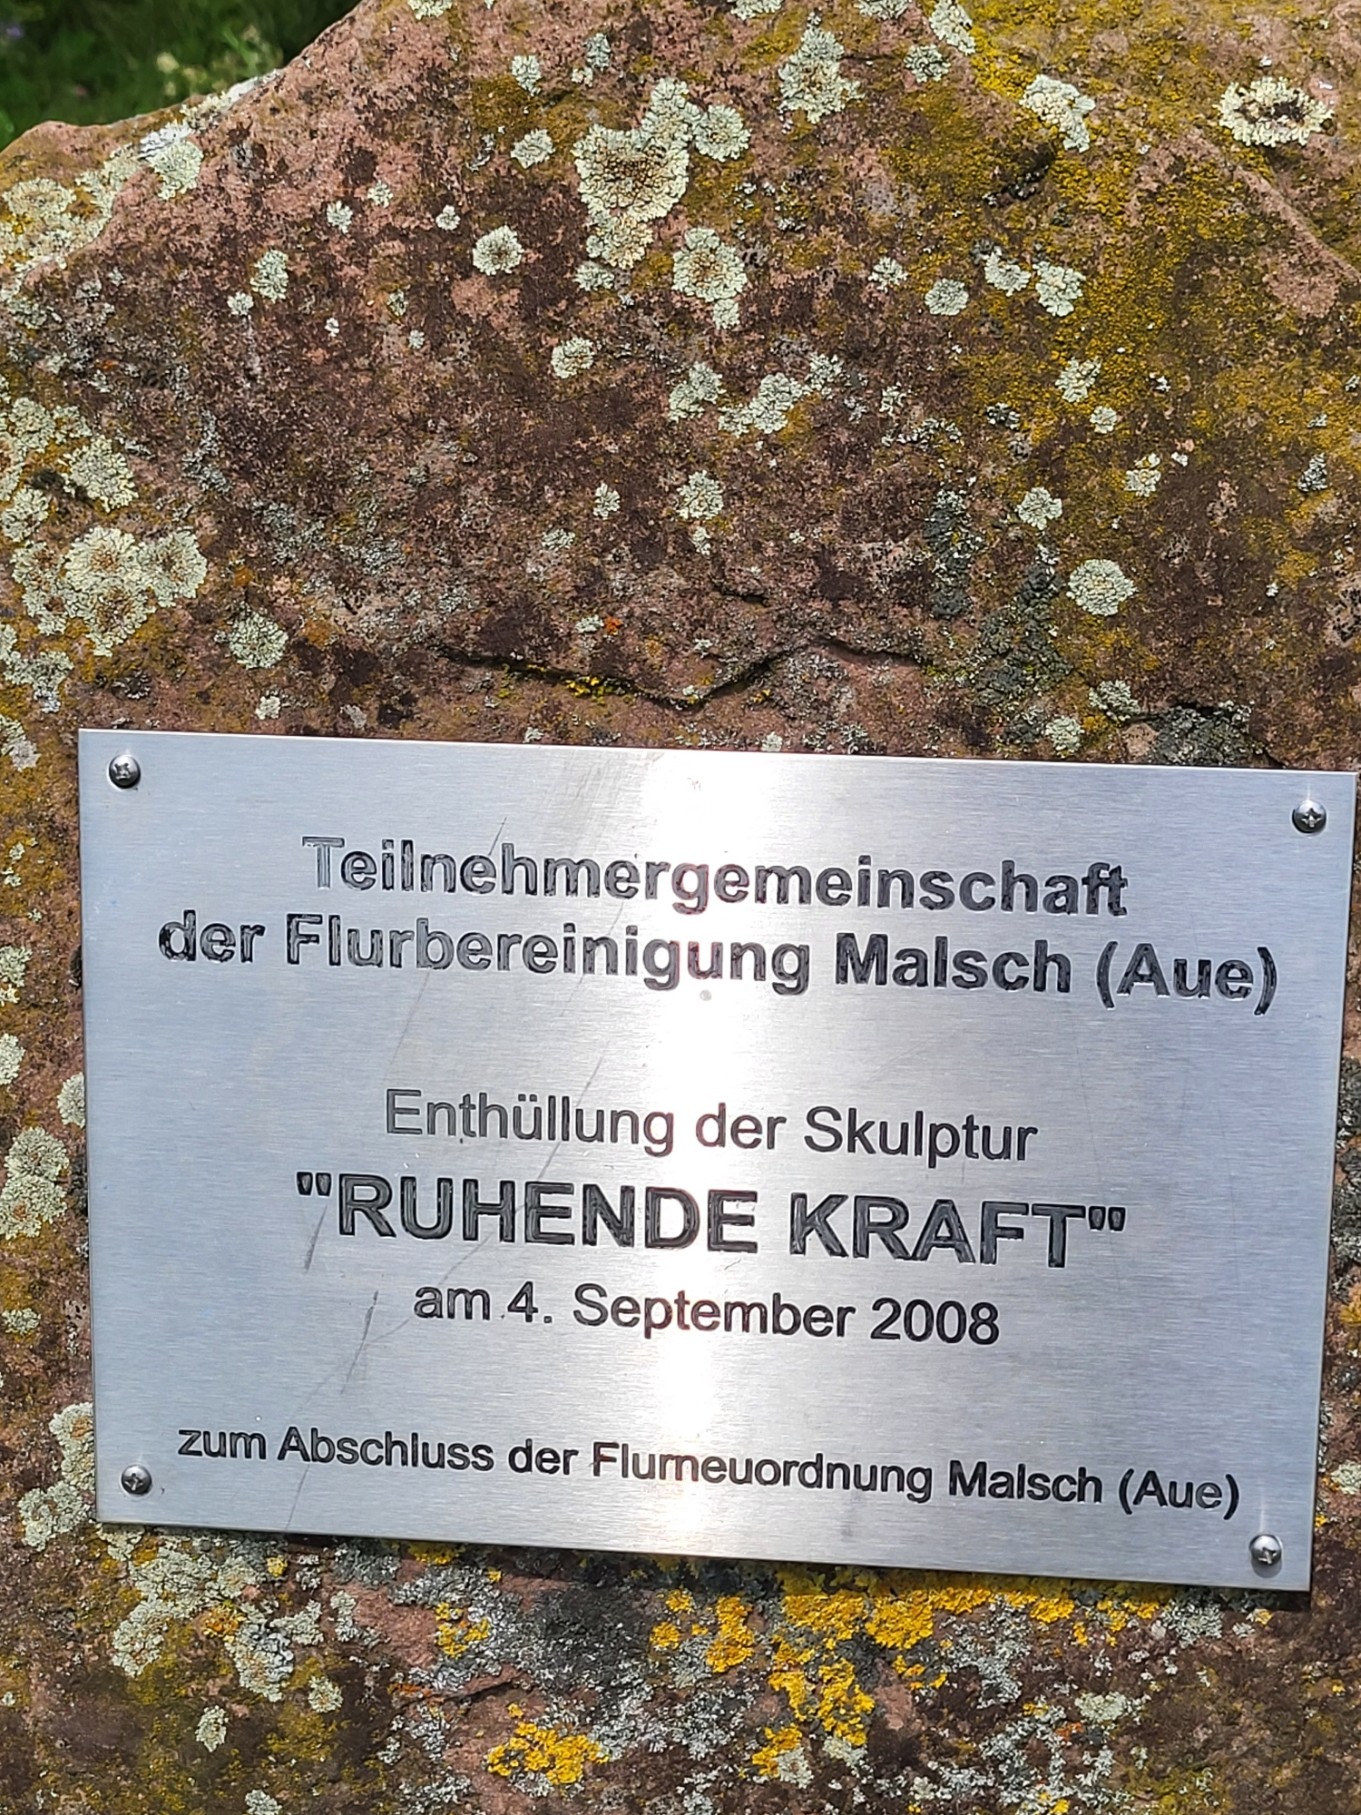 Teilnehmergemeinschaft
der Flurbereinigung Malsch (Aue)
Enthüllung der Skulptur
"RUHENDE KRAFT"
am 4. September 2008
zum Abschluss der Flurneuordnung Malsch (Aue)